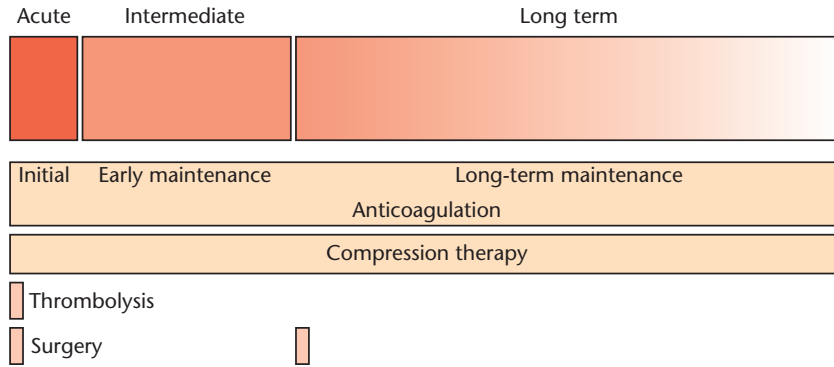 Acute Intermediate Long term
Initial Early maintenance Long-term maintenance
Anticoagulation
Compression therapy
Thrombolysis
Surgery